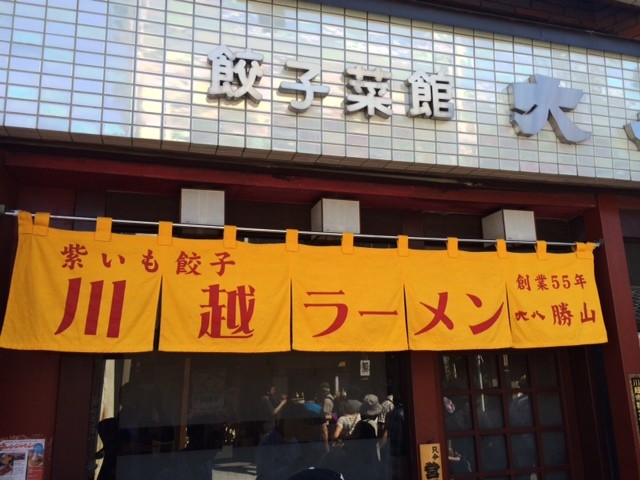 餃子菜館
紫いも餃子
川越ラーメン
創業55年
勝山
営